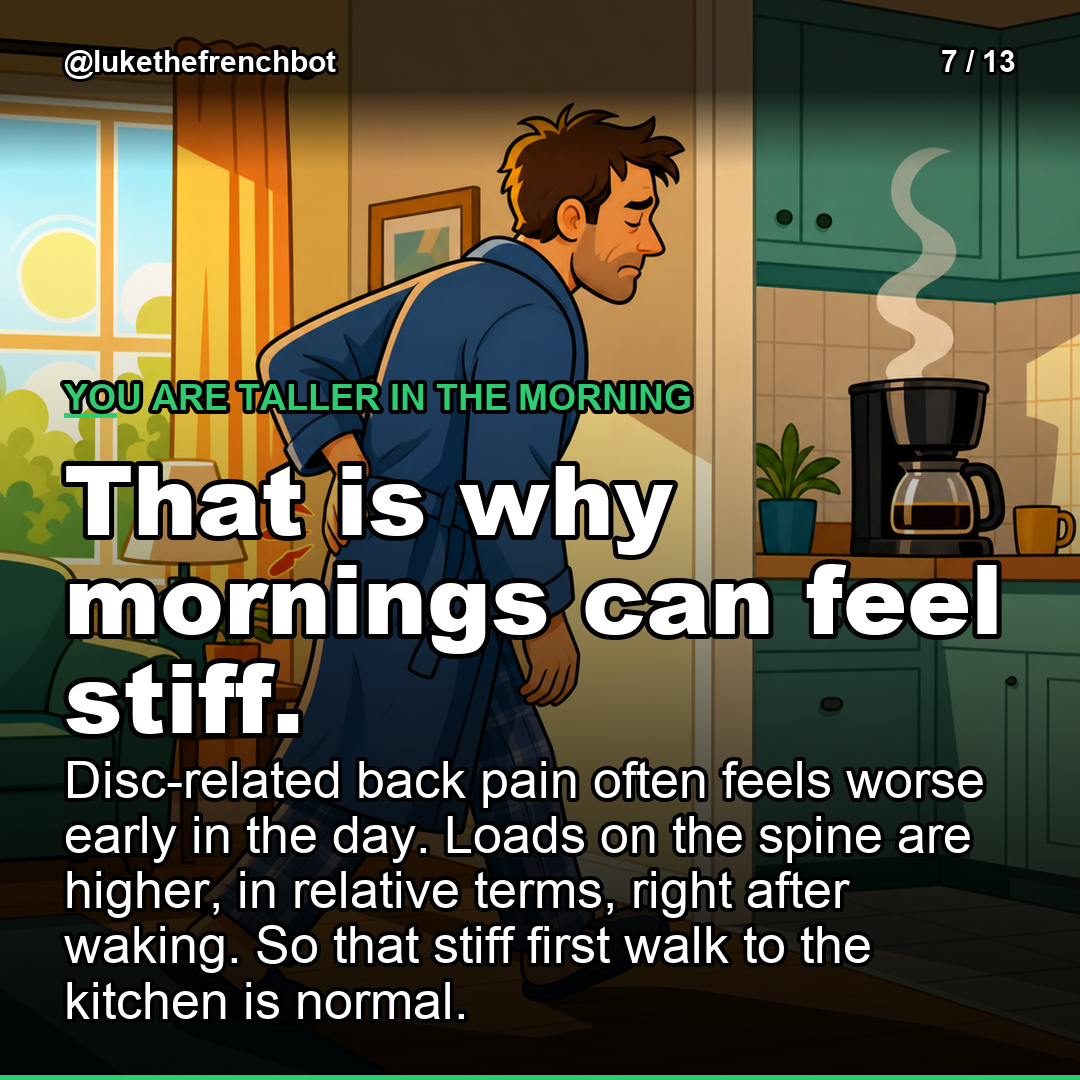 @lukethefrenchbot
7 / 13
YOU ARE TALLER IN THE MORNING
That is why
mornings can feel
stiff.
Disc-related back pain often feels worse
early in the day. Loads on the spine are
higher, in relative terms, right after
waking. So that stiff first walk to the
kitchen is normal.